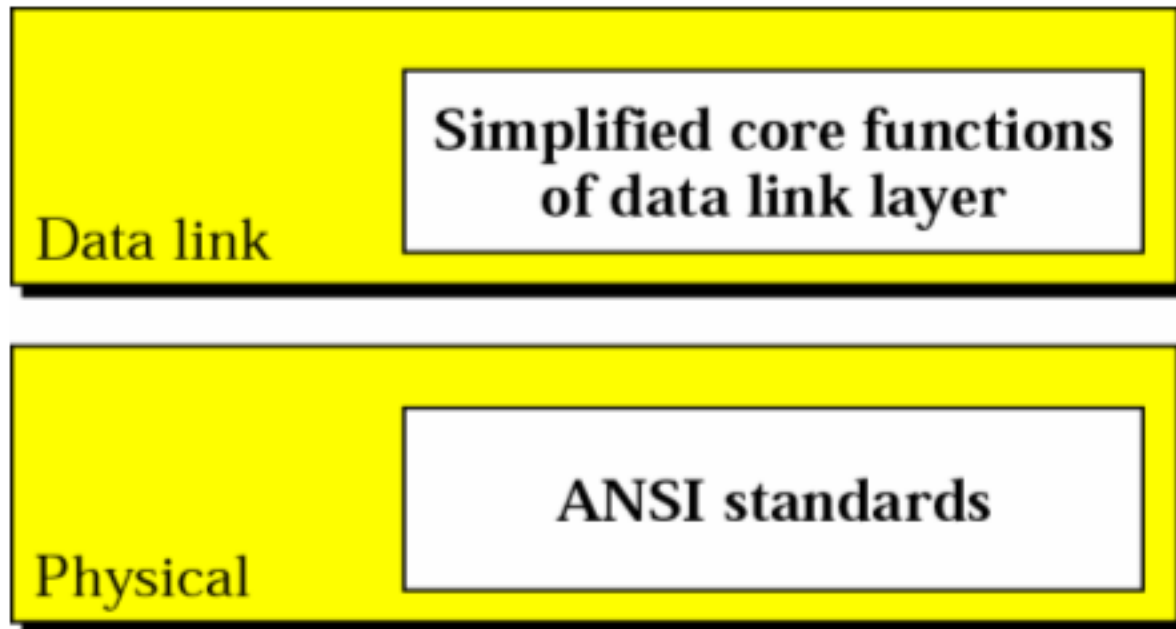 Simplified core functions
of data link layer
Data link
ANSI standards
Physical